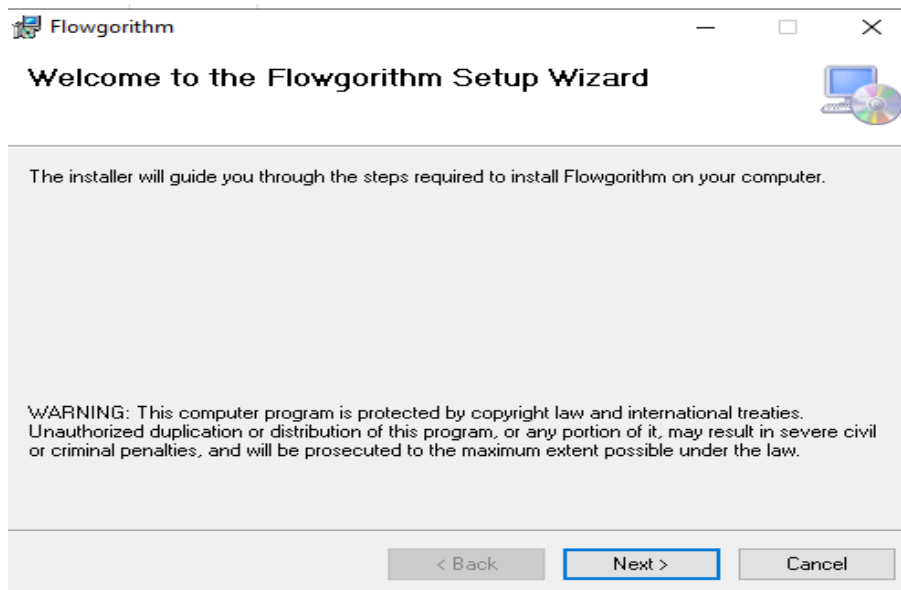 Flowgorithm
Welcome to the Flowgorithm Setup Wizard
The installer will guide you through the steps required to install Flowgorithm on your computer.
WARNING: This computer program is protected by copyright law and international treaties.
Unauthorized duplication or distribution of this program, or any portion of it, may result in severe civil
or criminal penalties, and will be prosecuted to the maximum extent possible under the law.
< Back
Next >
Cancel